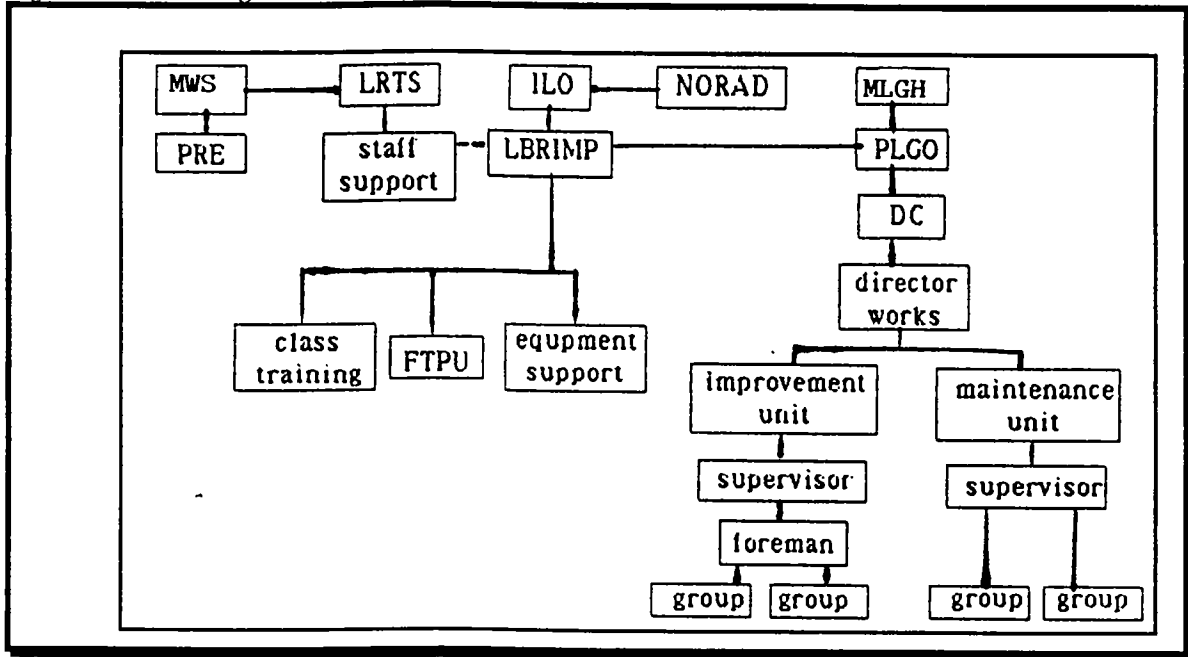 MWS
LRTS
ILO
NORAD
MLGH
PRE
staff
support
LBRIMP
PLGO
DC
director
works
class
training
FTPU
equpment
support
improvement
unit
maintenance
unit
supervisor
supervisor
foreman
group
group
group
group